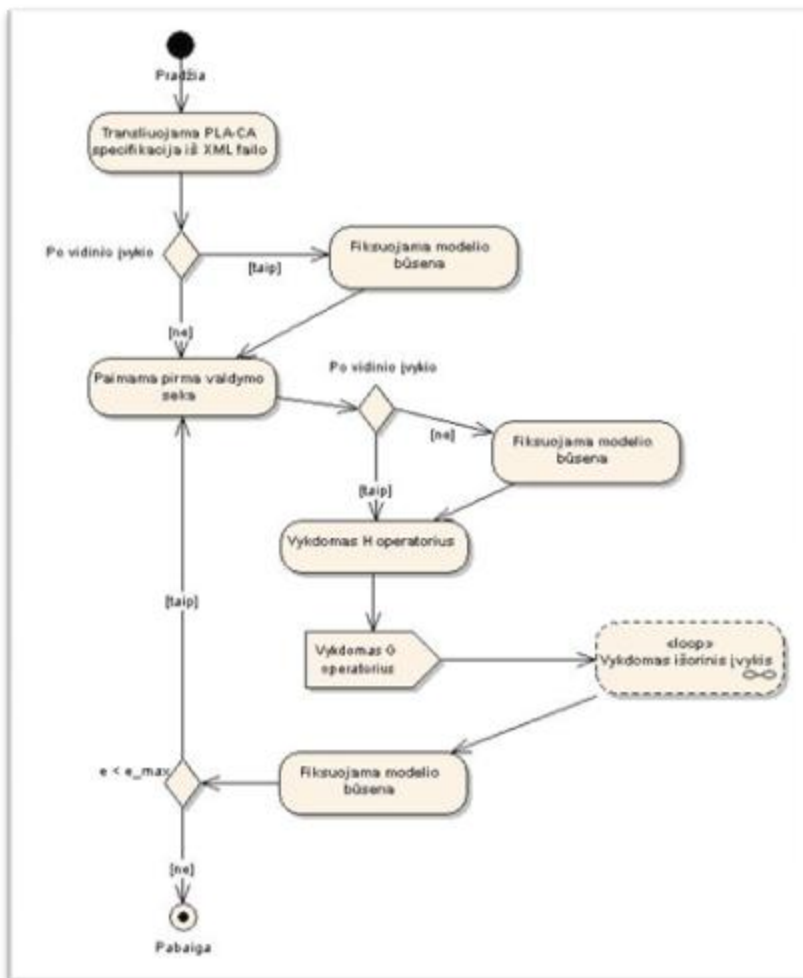 Pradžia
Transliuojama PLA-CA
specifikacija iš XML failo
Po vidinio įvykio
[taip]
Fiksuojama modelio
būsena
[ne]
Paimama pirma valdymo
seka
Po vidinio įvykio
[ne]
Fiksuojama modelio
būsena
[taip]
Vykdomas H operatorius
[taip]
Vykdomas G
operatorius
«loop»
Vykdomas išorinis įvykis
e < e_max
Fiksuojama modelio
būsena
[ne]
Pabaiga